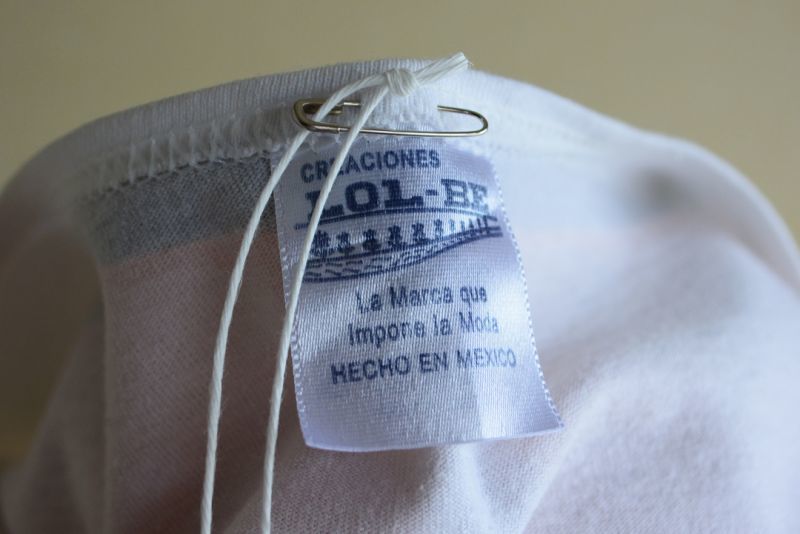 CREACIONES
LOL-BE
La Marca que
Impone la Moda
HECHO EN MEXICO